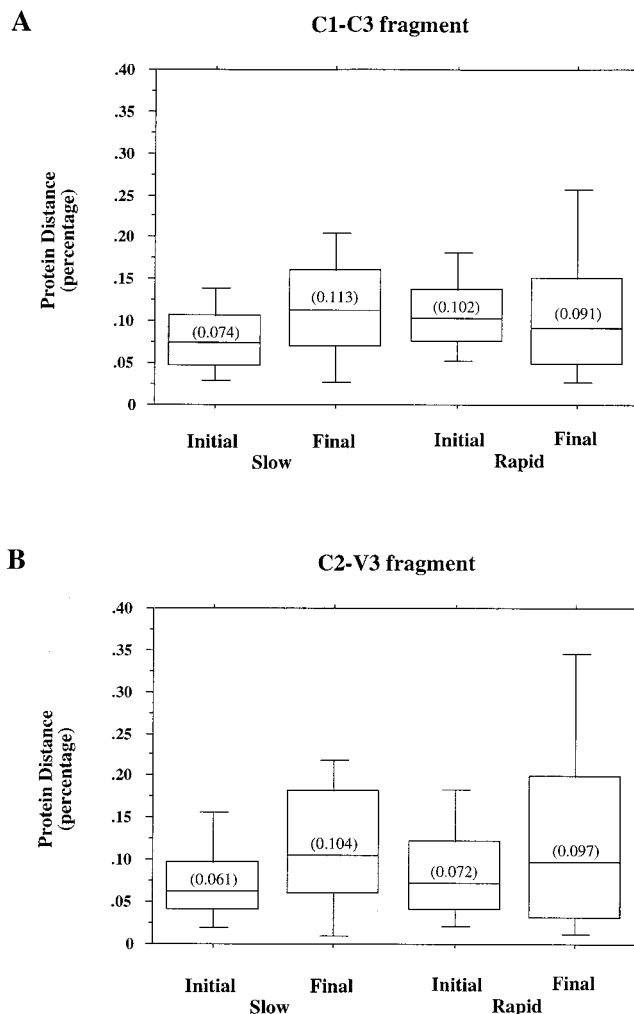 A
C1-C3 fragment
Protein Distance
(percentage)
.40
.35
.30
.25
.20
.15
.10
.05
0
(0.074)
(0.113)
(0.102)
(0.091)
Initial Final Initial Final
Slow Rapid
B
C2-V3 fragment
Protein Distance
(percentage)
.40
.35
.30
.25
.20
.15
.10
.05
0
(0.061)
(0.104)
(0.072)
(0.097)
Initial Final Initial Final
Slow Rapid